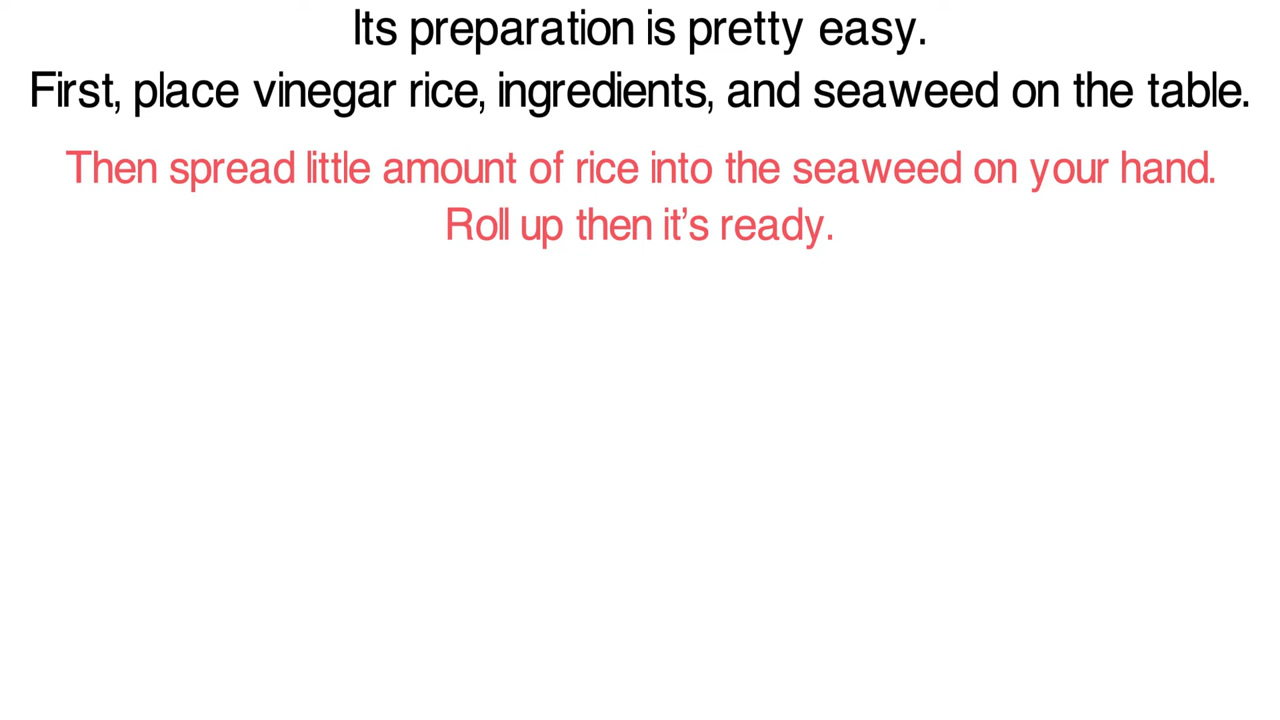 Its preparation is pretty easy.
First, place vinegar rice, ingredients, and seaweed on the table.
Then spread little amount of rice into the seaweed on your hand.
Roll up then it’s ready.